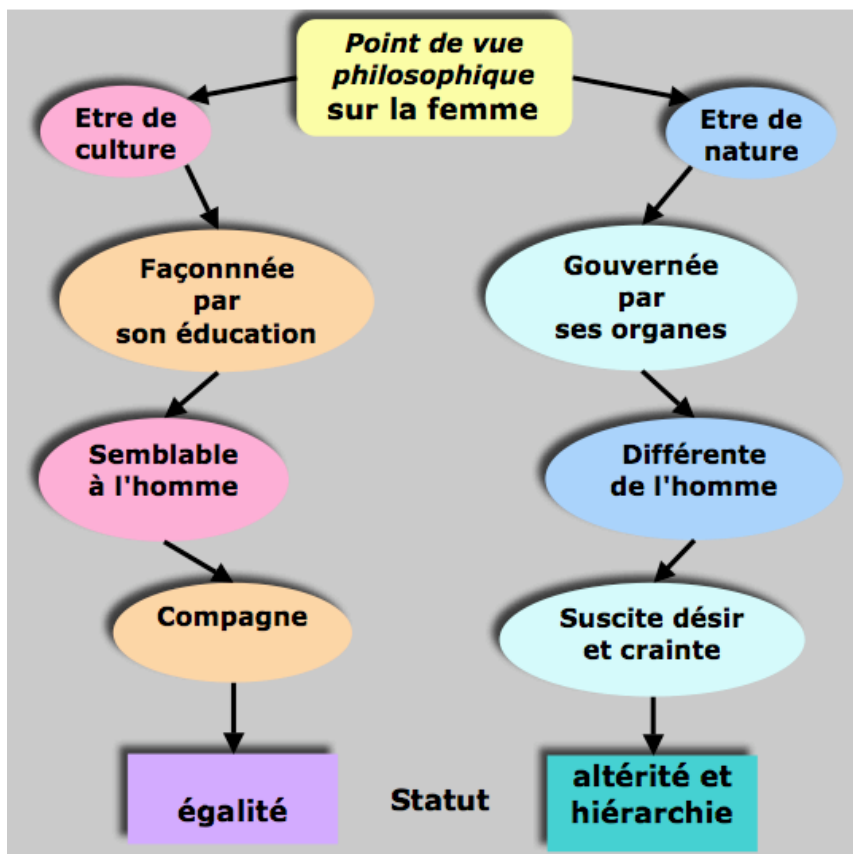 Point de vue
philosophique
sur la femme
Etre de
culture
Etre de
nature
Façonnnée
par
son éducation
Gouvernée
par
ses organes
Semblable
à l'homme
Différente
de l'homme
Compagne
Suscite désir
et crainte
égalité
Statut
altérité et
hiérarchie